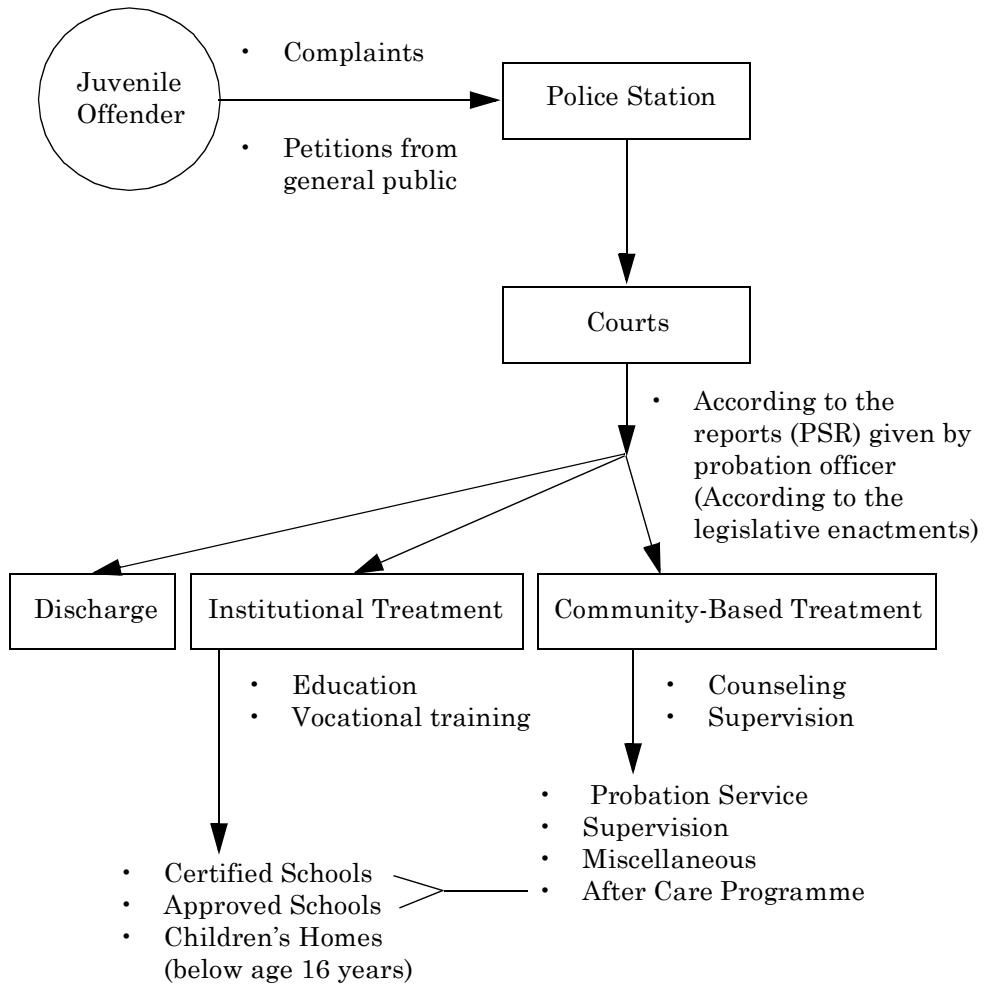 Juvenile
Offender
• Complaints
• Petitions from
general public
Police Station
Courts
• According to the
reports (PSR) given by
probation officer
(According to the
legislative enactments)
Discharge
Institutional Treatment
Community-Based Treatment
• Education
• Vocational training
• Counseling
• Supervision
• Probation Service
• Supervision
• Miscellaneous
• After Care Programme
• Certified Schools
• Approved Schools
• Children's Homes
(below age 16 years)